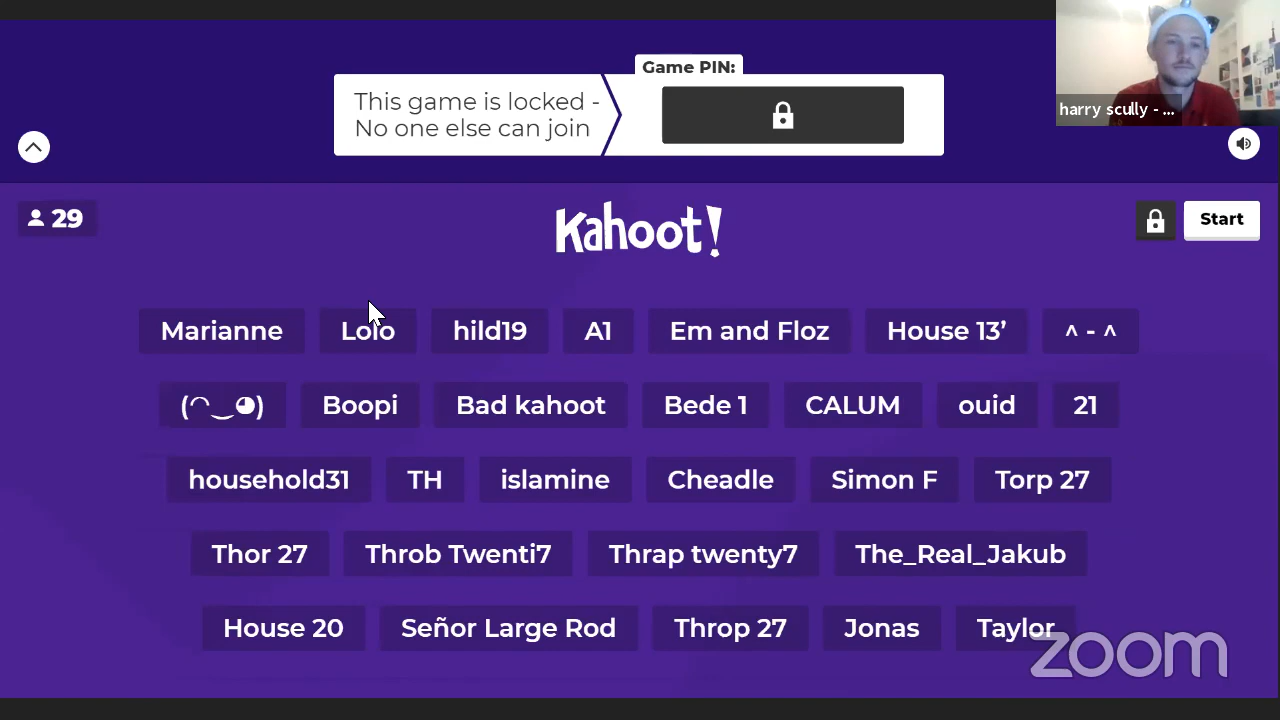 Game PIN:
This game is locked -
No one else can join
harry scully - ...
29
Kahoot!
Start
Marianne
Lolo
hild19
A1
Em and Floz
House 13’
^ - ^
(◠‿◕)
Boopi
Bad kahoot
Bede 1
CALUM
ouid
21
household31
TH
islamine
Cheadle
Simon F
Torp 27
Thor 27
Throb Twenti7
Thrap twenty7
The_Real_Jakub
House 20
Señor Large Rod
Throp 27
Jonas
Taylor
zoom